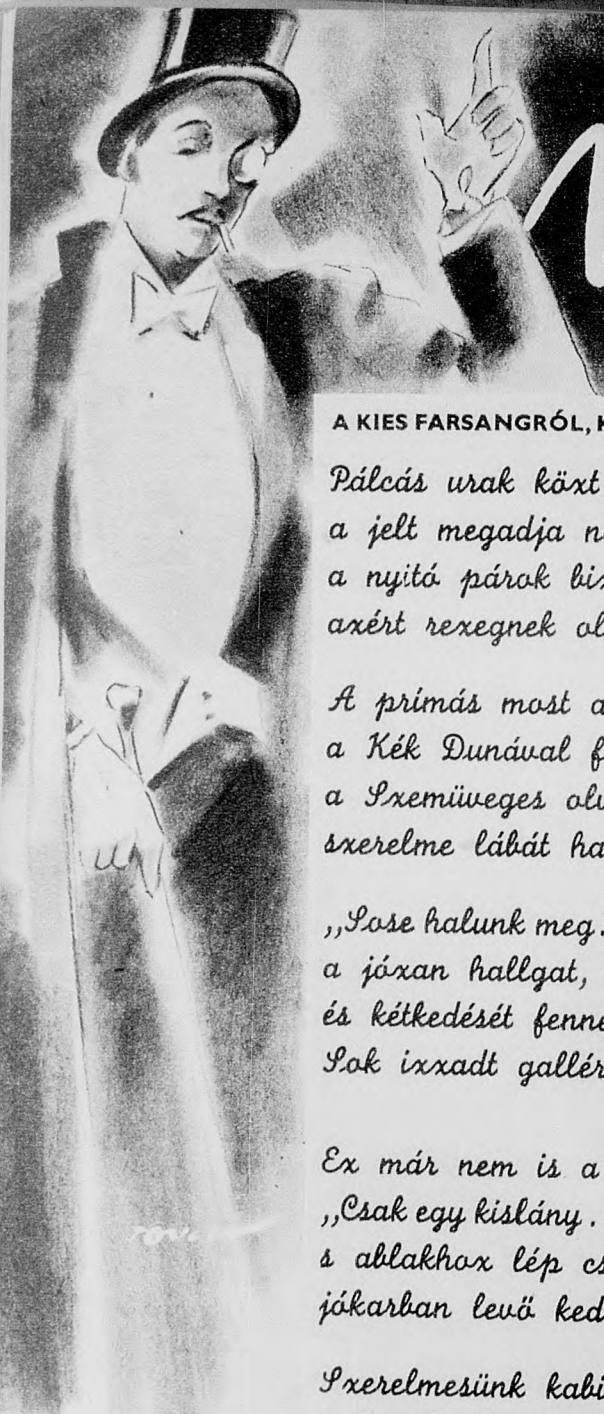 A KIES FARSANGRÓL,
Pálcás urak közt
a jelt megadja
a nyitó párok
azért rezegnek
A prímás most
a Kék Dunával
a Szemüveges
szerelme lábát
„Sose halunk meg.
a józan hallgat,
és kétkedését
Sok izzadt gallér
Ez már nem is a
„Csak egy kislány .
s ablakhoz lép
jókarban levő
Szerelmesünk